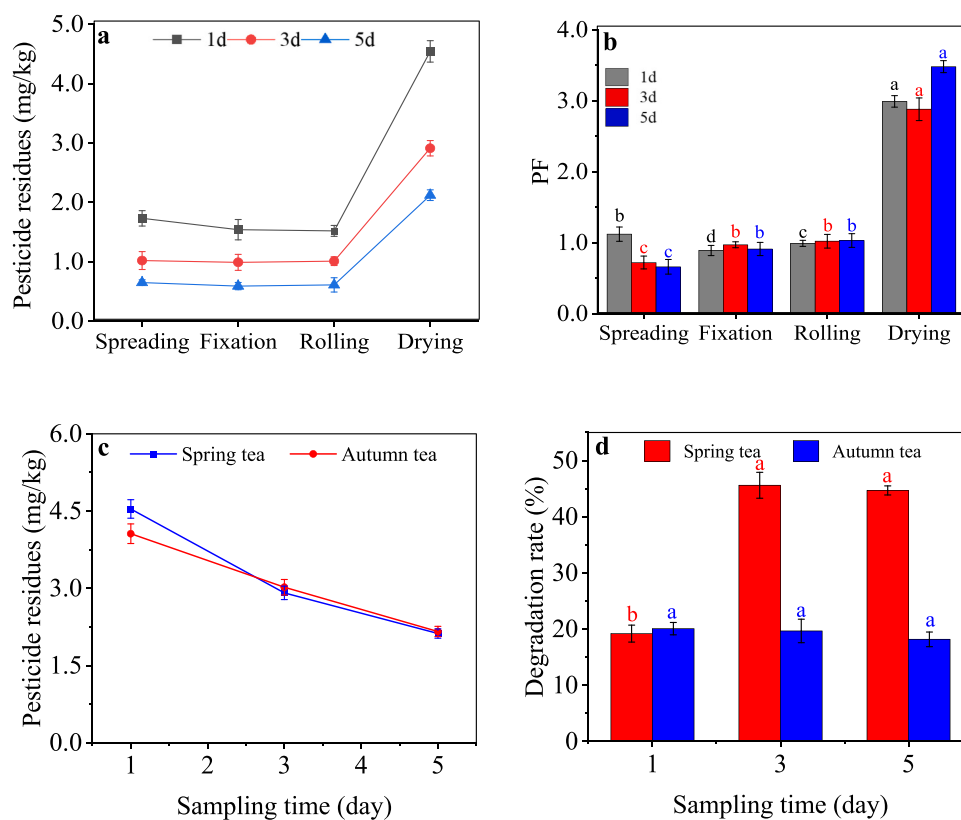 a
1d
3d
5d
Pesticide residues (mg/kg)
5.0
4.0
3.0
2.0
1.0
0.0
Spreading
Fixation
Rolling
Drying
b
1d
3d
5d
PF
4.0
3.0
2.0
1.0
0.0
b
c
c
d
b
b
c
b
b
a
a
a
Spreading
Fixation
Rolling
Drying
c
Spring tea
Autumn tea
Pesticide residues (mg/kg)
6.0
4.5
3.0
1.5
0.0
1
2
3
4
5
Sampling time (day)
d
Spring tea
Autumn tea
Degradation rate (%)
50
40
30
20
10
0
b
a
a
a
a
a
1
3
5
Sampling time (day)